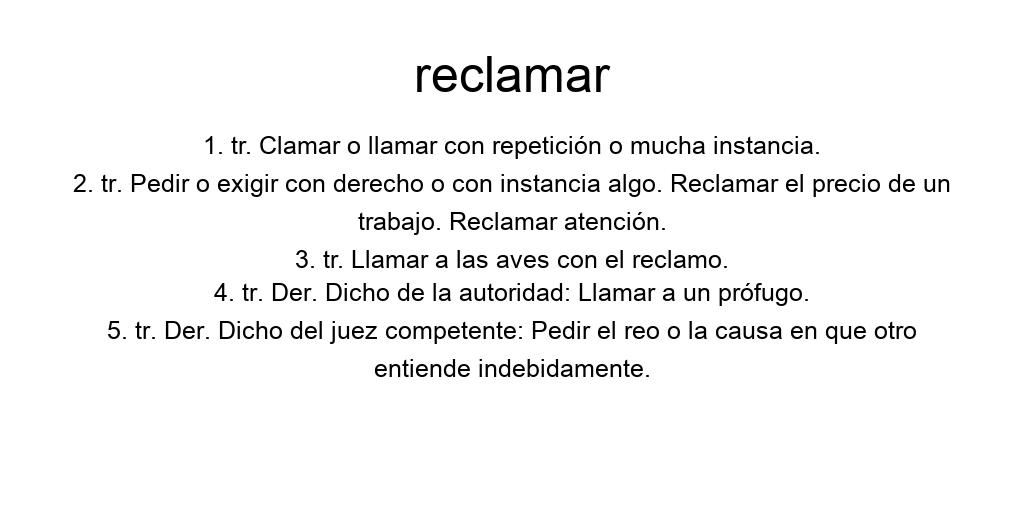 reclamar
1. tr. Clamar o llamar con repetición o mucha instancia.
2. tr. Pedir o exigir con derecho o con instancia algo. Reclamar el precio de un
trabajo. Reclamar atención.
3. tr. Llamar a las aves con el reclamo.
4. tr. Der. Dicho de la autoridad: Llamar a un prófugo.
5. tr. Der. Dicho del juez competente: Pedir el reo o la causa en que otro
entiende indebidamente.